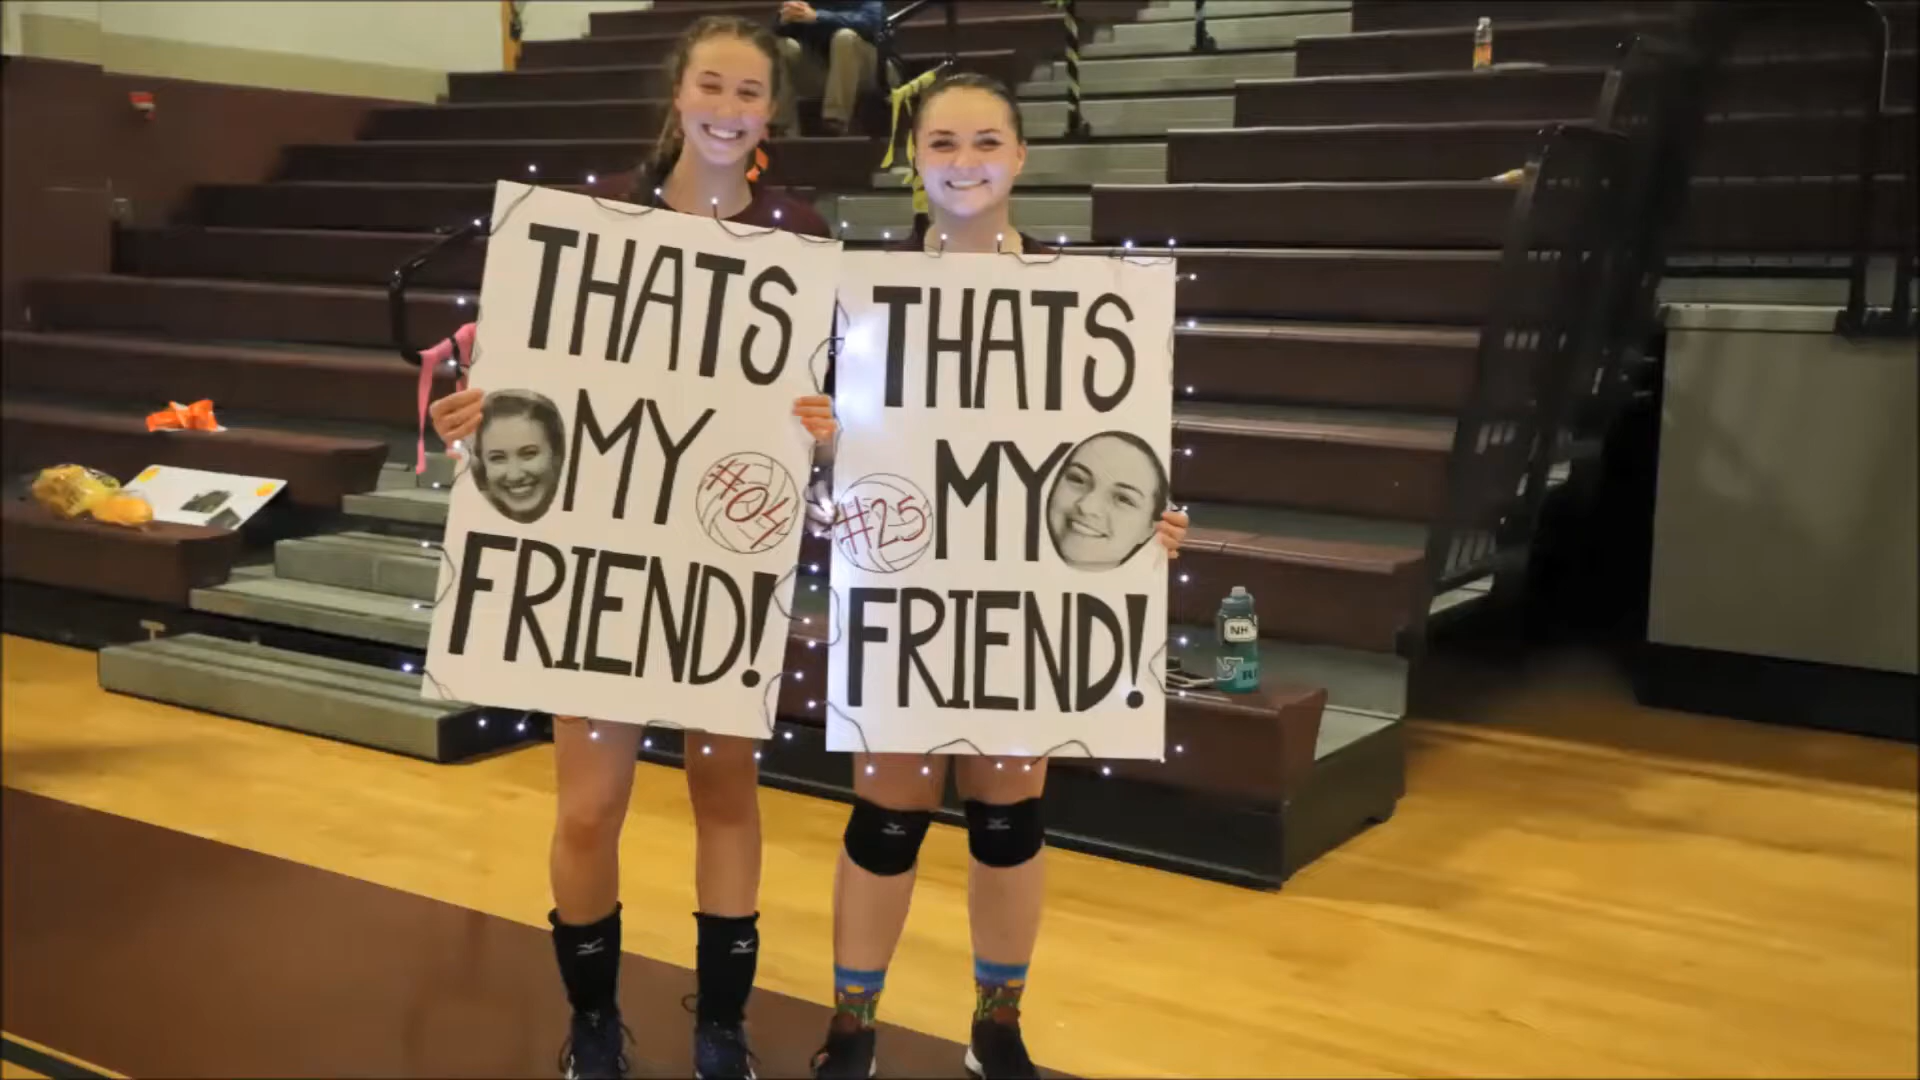 THATS
MY #04
FRIEND!
THATS
#25 MY
FRIEND!
NH